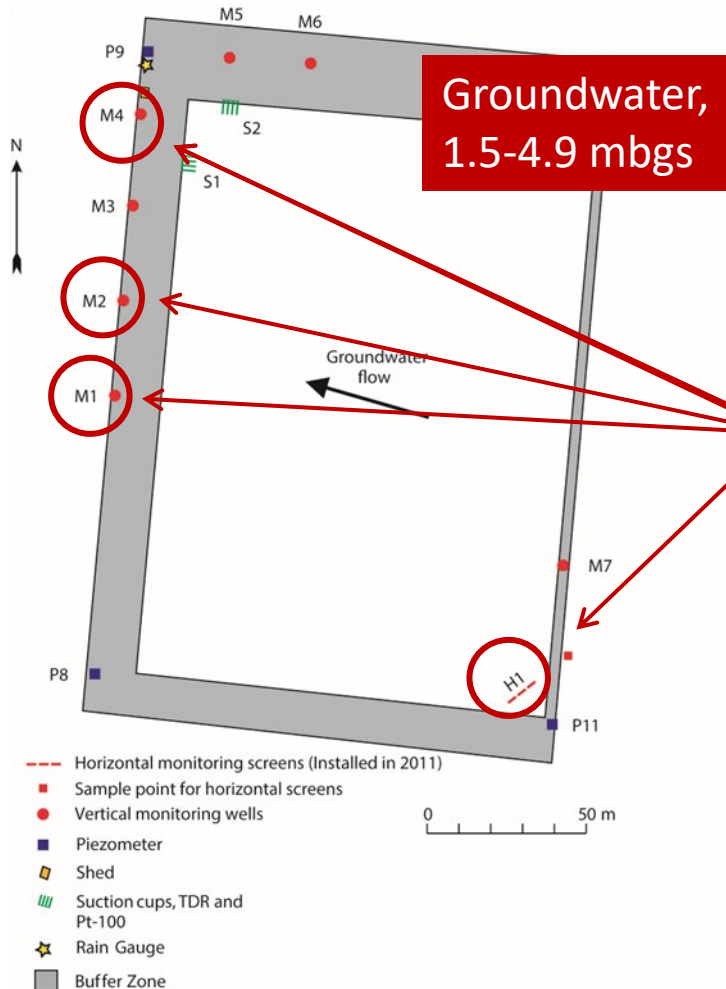 M5
M6
P9
Groundwater,
1.5-4.9 mbgs
M4
S2
N
S1
M3
M2
Groundwater
flow
M1
M7
H1
P8
P11
Horizontal monitoring screens (Installed in 2011)
Sample point for horizontal screens
Vertical monitoring wells
0 50 m
Piezometer
Shed
Suction cups, TDR and
Pt-100
Rain Gauge
Buffer Zone